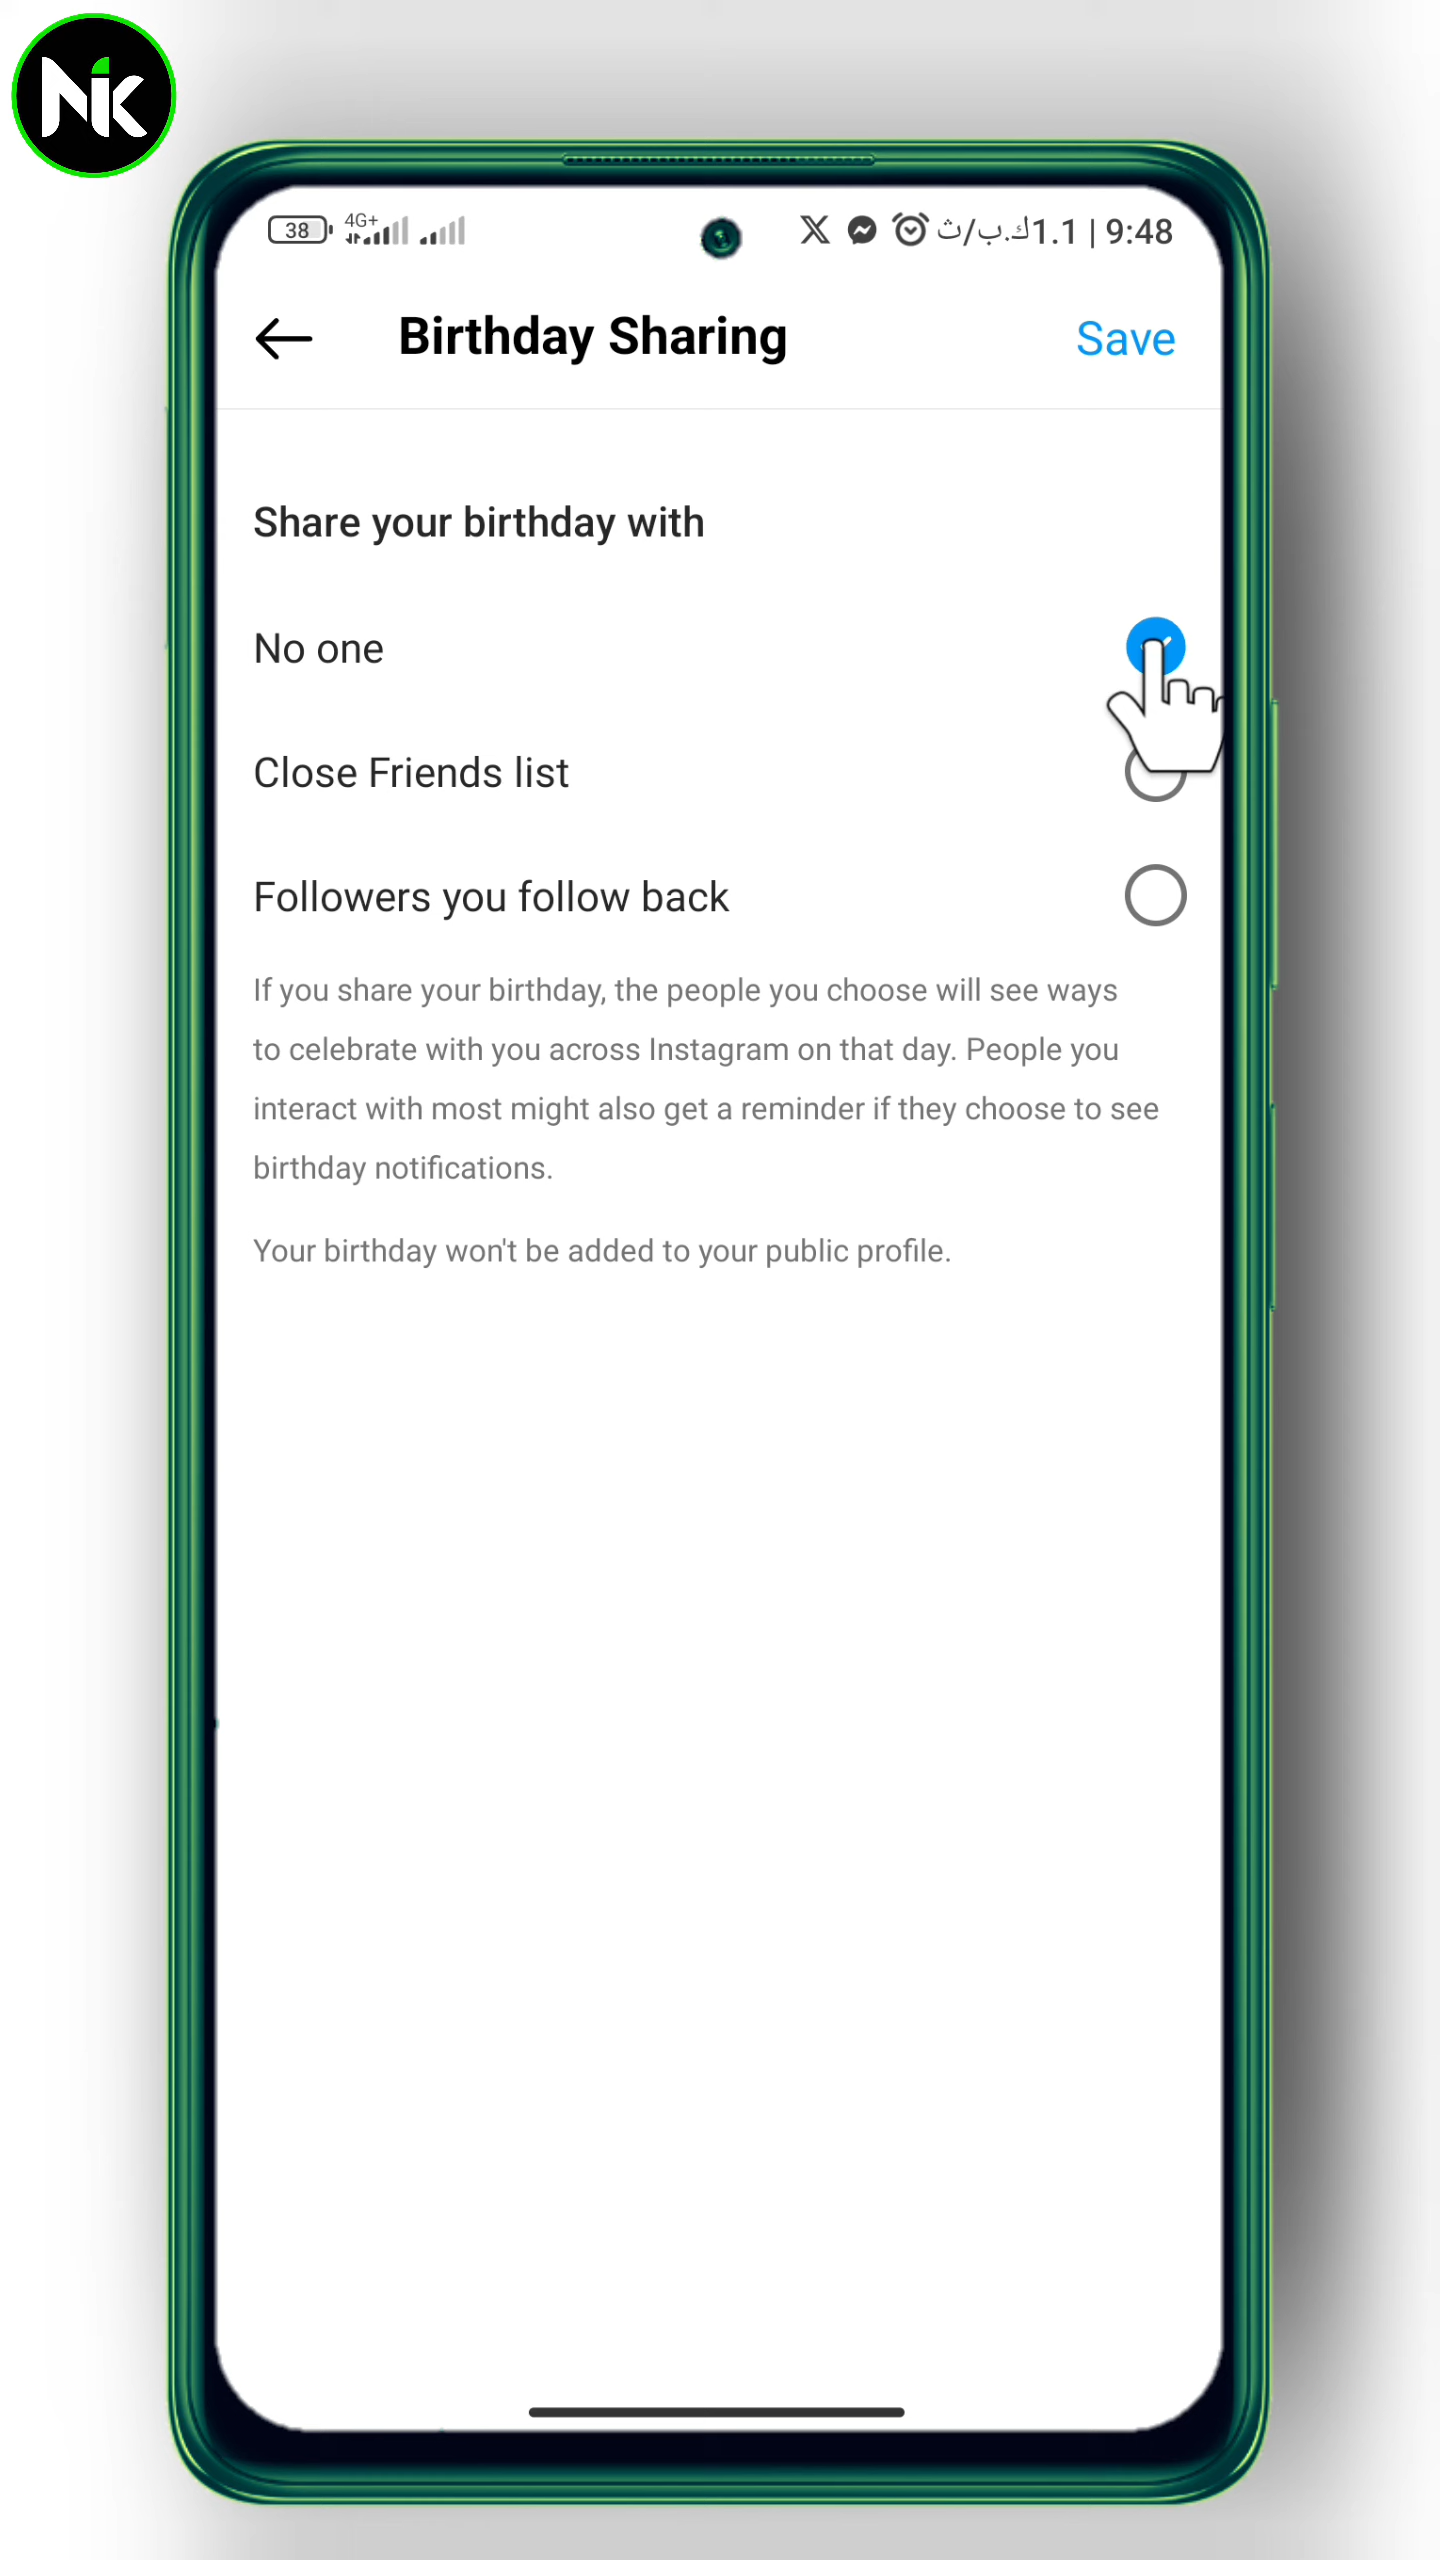 NiK
38 4G+ 1.1ك.ب/ث | 9:48
Birthday Sharing
Save
Share your birthday with
No one
Close Friends list
Followers you follow back
If you share your birthday, the people you choose will see ways
to celebrate with you across Instagram on that day. People you
interact with most might also get a reminder if they choose to see
birthday notifications.
Your birthday won't be added to your public profile.